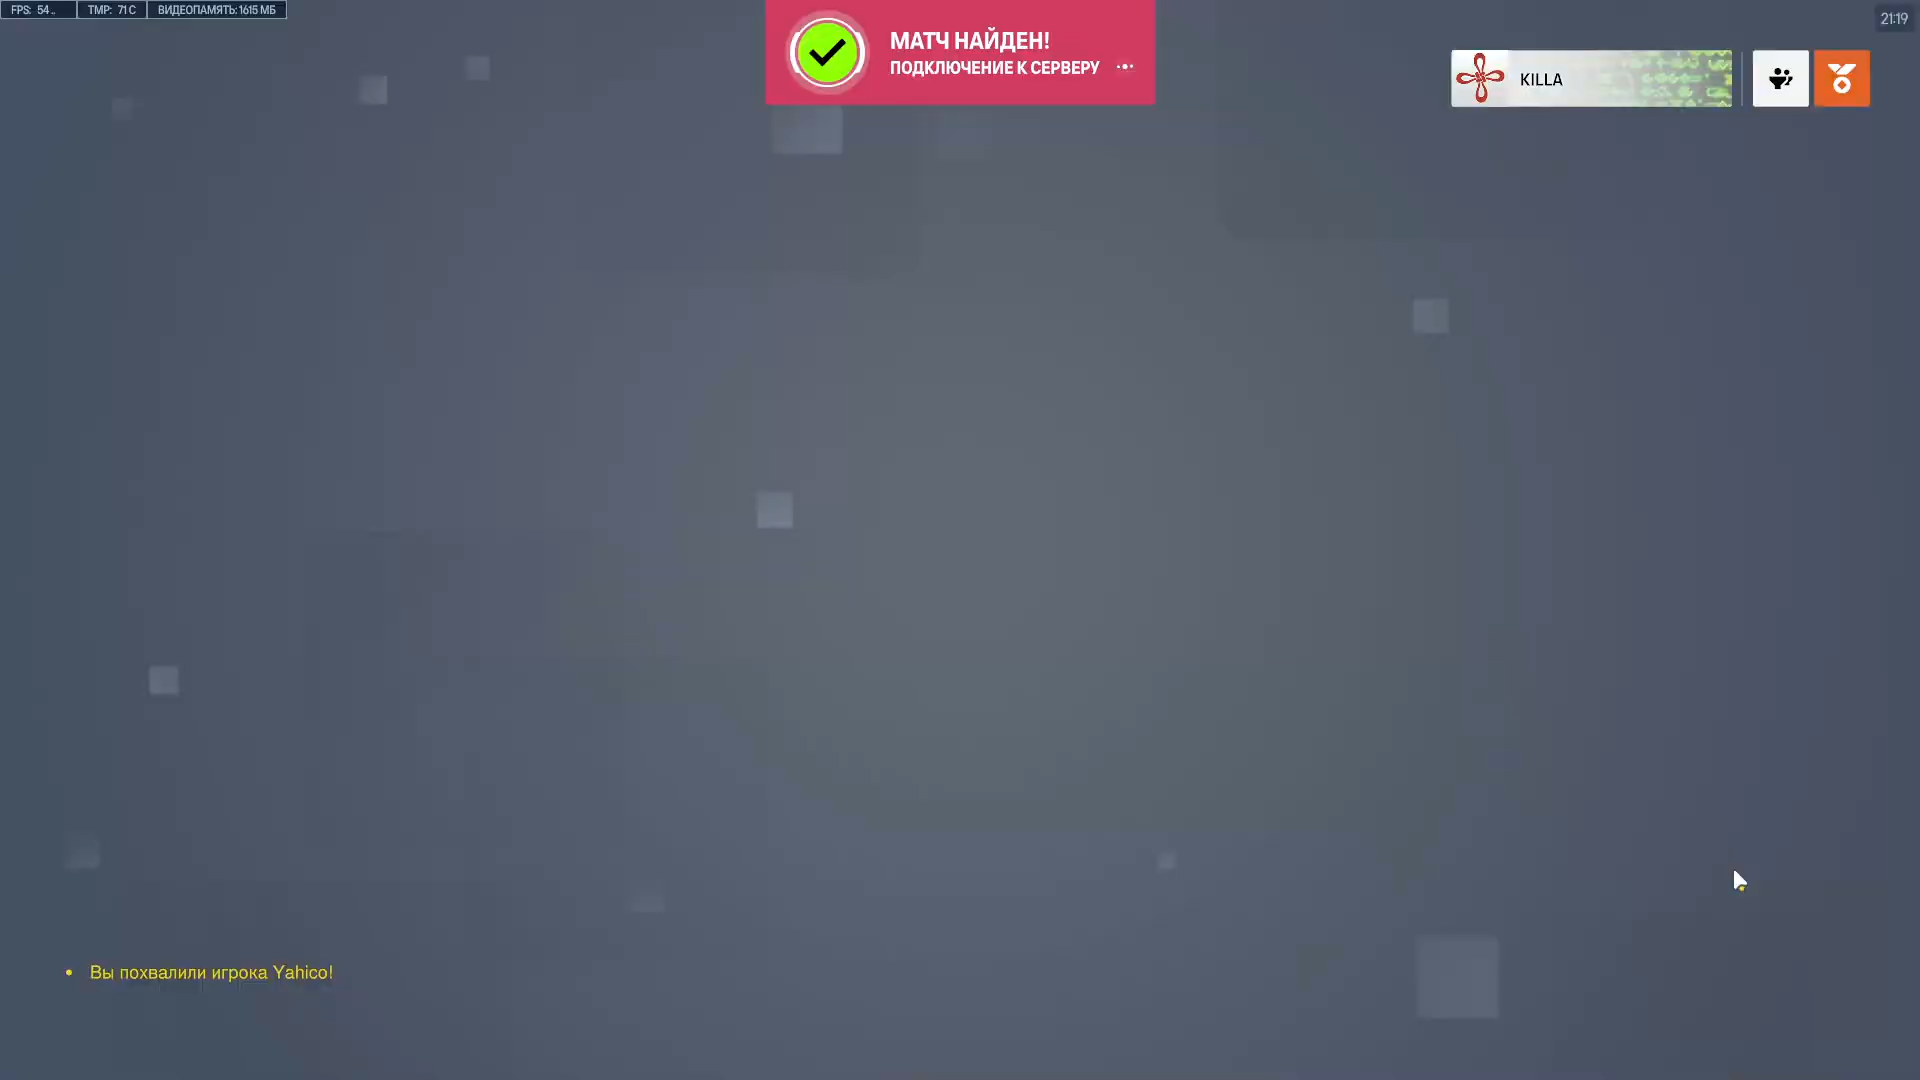 FPS: 54 ..
TMP: 71 C
ВИДЕОПАМЯТЬ: 1615 МБ
МАТЧ НАЙДЕН!
ПОДКЛЮЧЕНИЕ К СЕРВЕРУ
21:19
KILLA
Вы похвалили игрока Yahico!